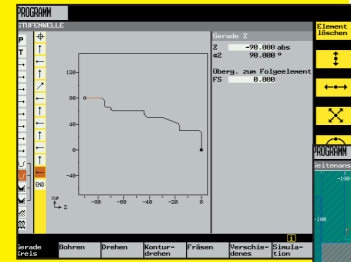 PROGRAMM
STUFENWELLE
Element
löschen
P
T
Gerade Z
Z -90.000 abs
α2 90.000 °
Überg. zum Folgeelement
FS 0.000
120
80
40
0
-40
-80 -60 -40 -20 0
X⌀
Z
END
PROGRAMM
Seitenans
-100
-100
Gerade
Kreis
Bohren
Drehen
Kontur-
drehen
Fräsen
Verschie-
denes
Simula-
tion